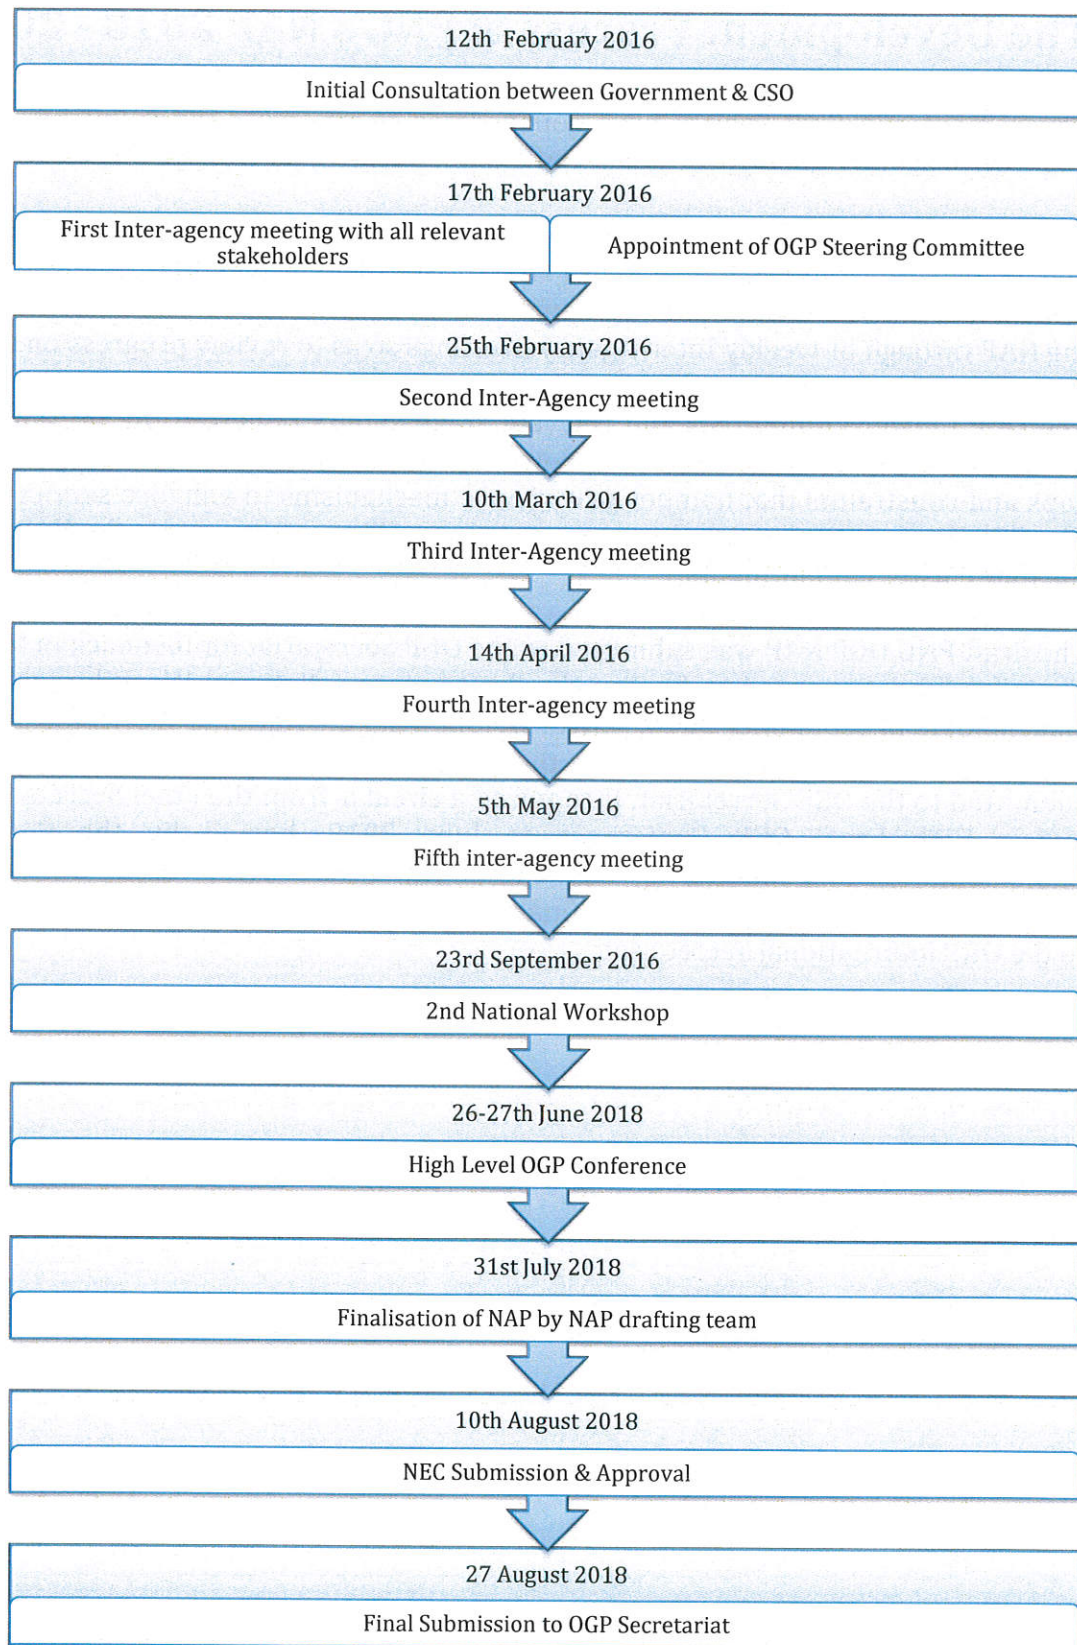 12th February 2016
Initial Consultation between Government & CSO
17th February 2016
First Inter-agency meeting with all relevant
stakeholders
Appointment of OGP Steering Committee
25th February 2016
Second Inter-Agency meeting
10th March 2016
Third Inter-Agency meeting
14th April 2016
Fourth Inter-agency meeting
5th May 2016
Fifth inter-agency meeting
23rd September 2016
2nd National Workshop
26-27th June 2018
High Level OGP Conference
31st July 2018
Finalisation of NAP by NAP drafting team
10th August 2018
NEC Submission & Approval
27 August 2018
Final Submission to OGP Secretariat